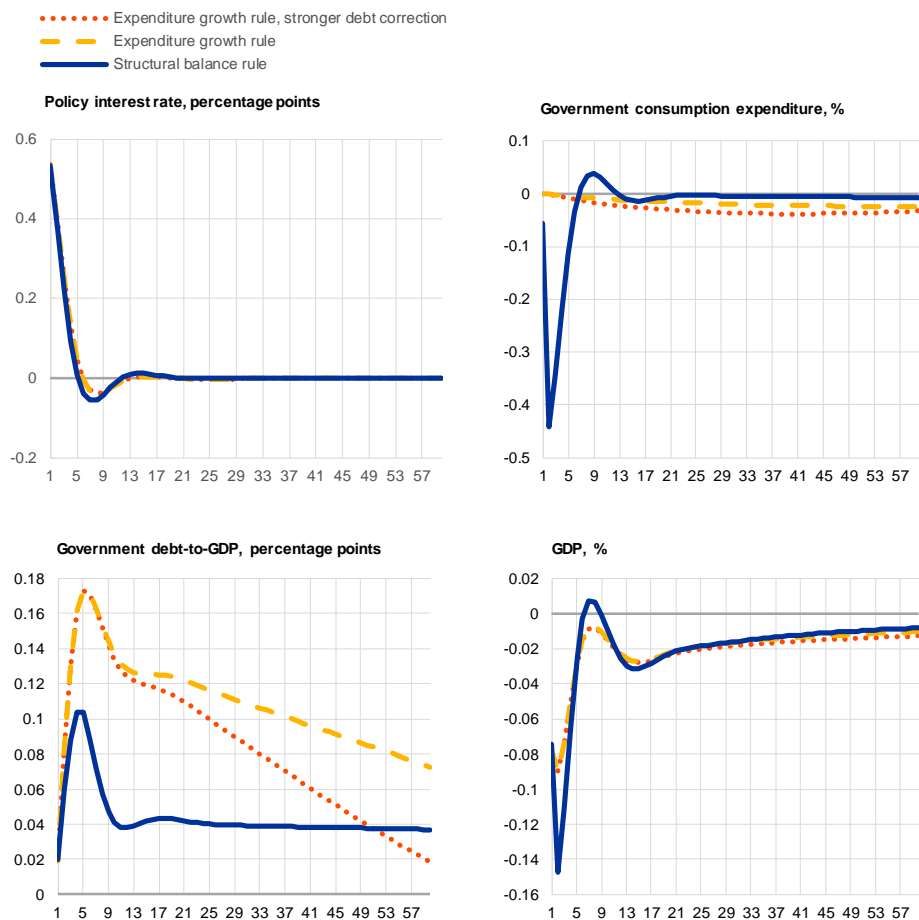 Expenditure growth rule, stronger debt correction
Expenditure growth rule
Structural balance rule
Policy interest rate, percentage points
0.6
0.4
0.2
0
-0.2
1 5 9 13 17 21 25 29 33 37 41 45 49 53 57
Government consumption expenditure, %
0.1
0
-0.1
-0.2
-0.3
-0.4
-0.5
1 5 9 13 17 21 25 29 33 37 41 45 49 53 57
Government debt-to-GDP, percentage points
0.18
0.16
0.14
0.12
0.1
0.08
0.06
0.04
0.02
0
1 5 9 13 17 21 25 29 33 37 41 45 49 53 57
GDP, %
0.02
0
-0.02
-0.04
-0.06
-0.08
-0.1
-0.12
-0.14
-0.16
1 5 9 13 17 21 25 29 33 37 41 45 49 53 57